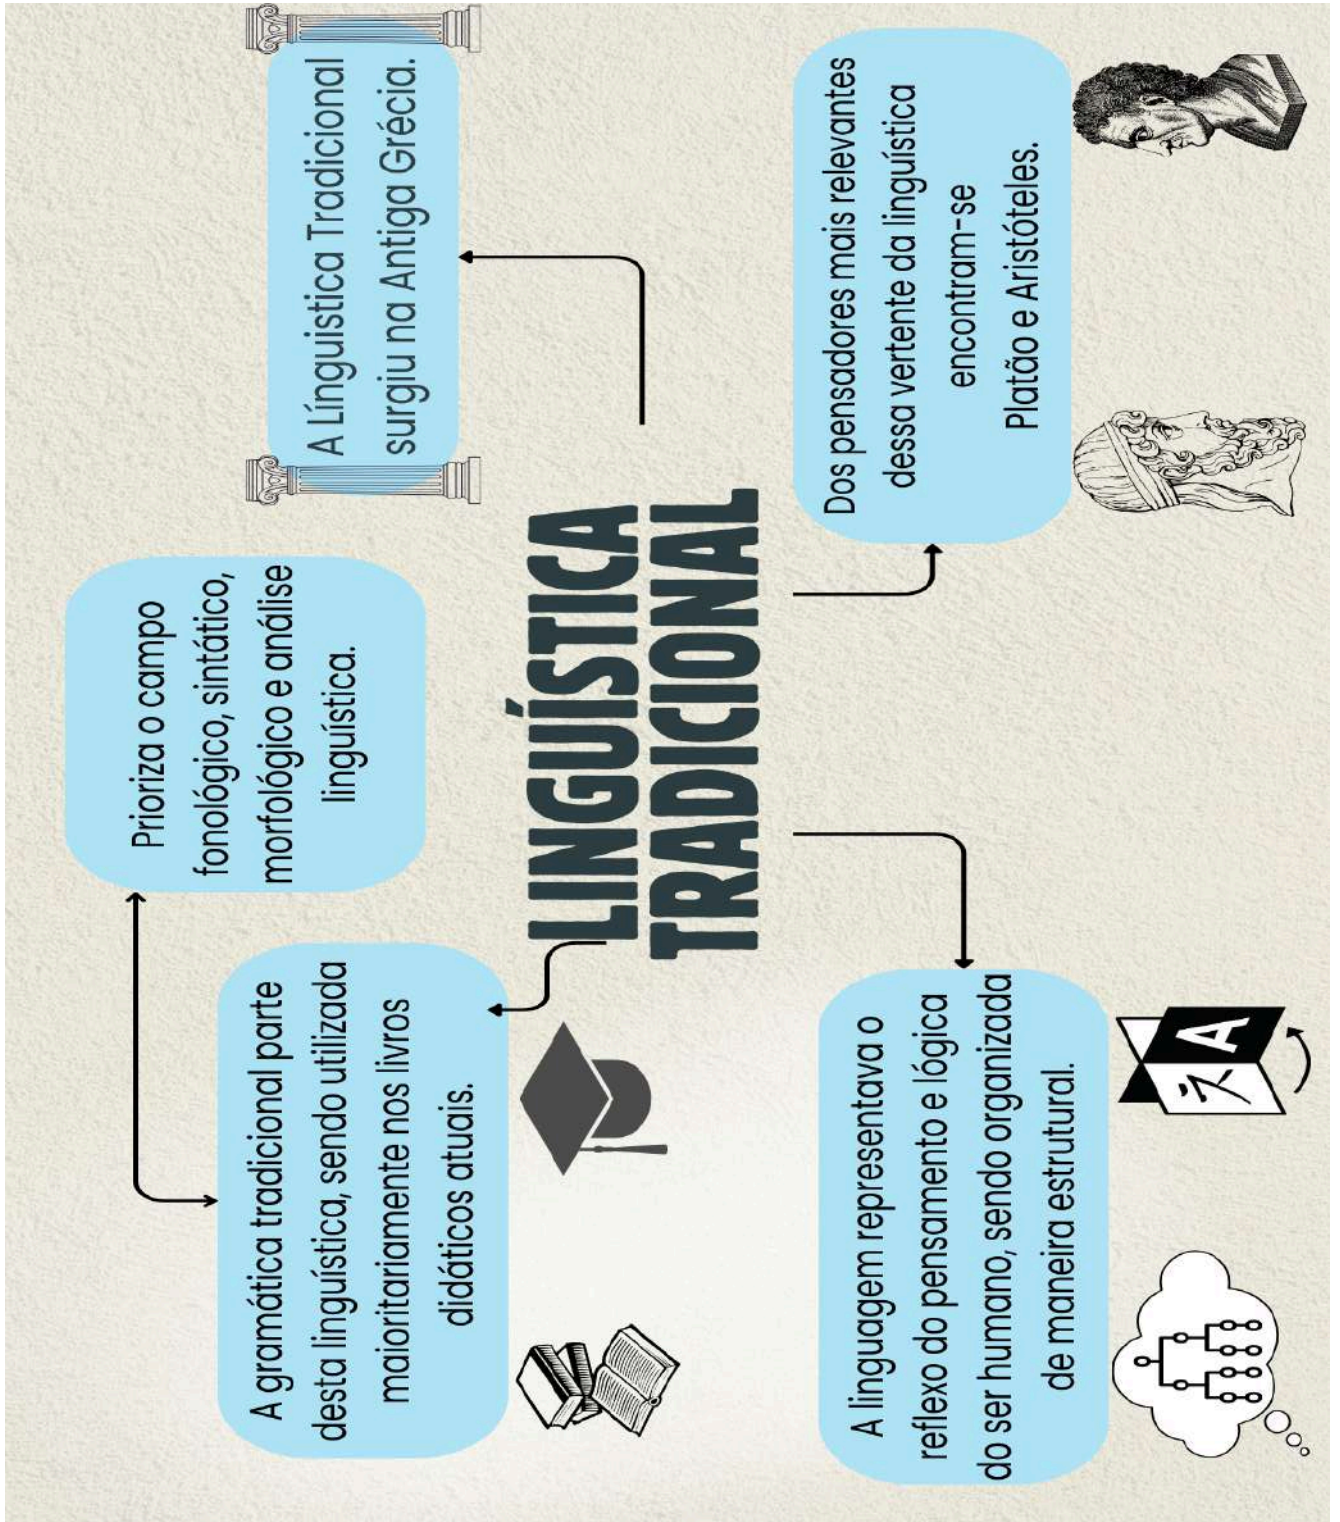 Prioriza o campo
fonológico, sintático,
morfológico e análise
linguística.
A gramática tradicional parte
desta linguística, sendo utilizada
maioritariamente nos livros
didáticos atuais.
A Línguistica Tradicional
surgiu na Antiga Grécia.
LINGUÍSTICA
TRADICIONAL
A linguagem representava o
reflexo do pensamento e lógica
do ser humano, sendo organizada
de maneira estrutural.
A
Dos pensadores mais relevantes
dessa vertente da linguística
encontram-se
Platão e Aristóteles.